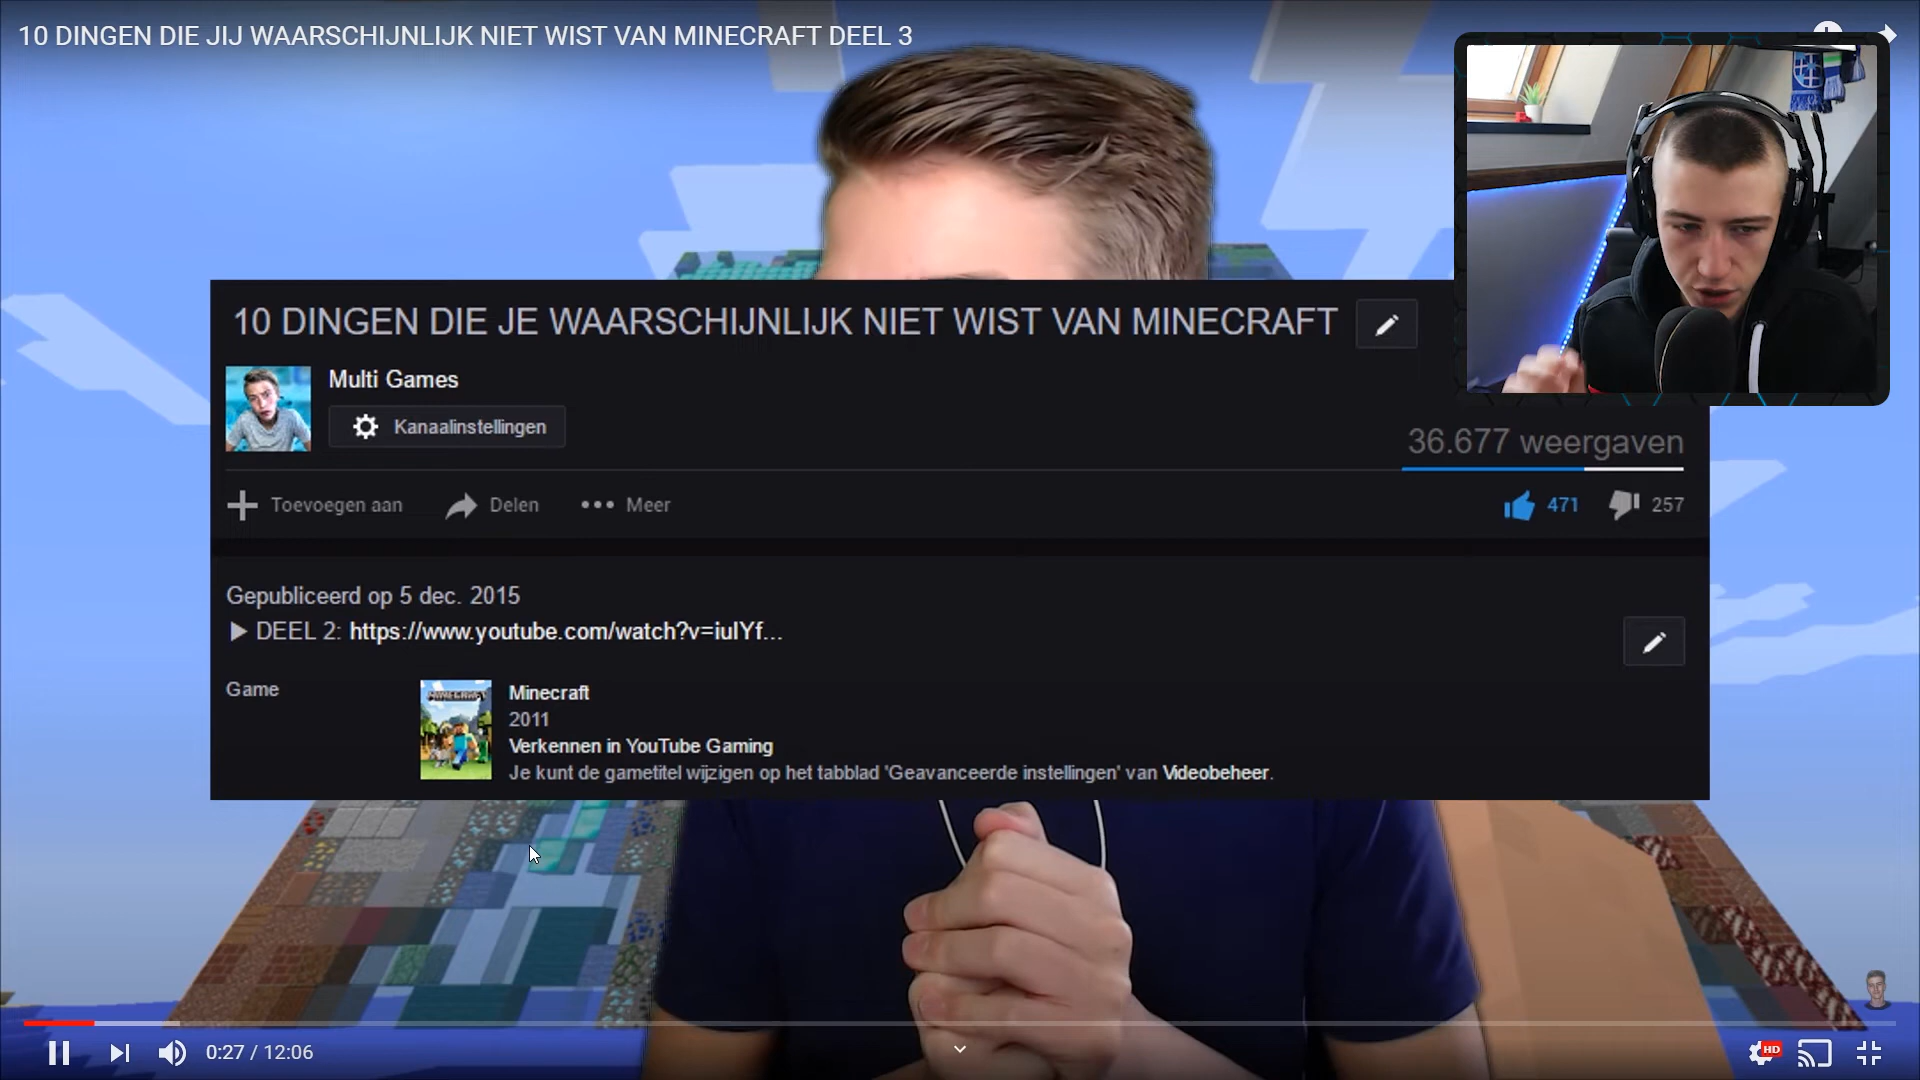 10 DINGEN DIE JIJ WAARSCHIJNLIJK NIET WIST VAN MINECRAFT DEEL 3
10 DINGEN DIE JE WAARSCHIJNLIJK NIET WIST VAN MINECRAFT
Multi Games
Kanaalinstellingen
36.677 weergaven
Toevoegen aan
Delen
Meer
471
257
Gepubliceerd op 5 dec. 2015
DEEL 2: https://www.youtube.com/watch?v=iuIYf...
Game
MINECRAFT
Minecraft
2011
Verkennen in YouTube Gaming
Je kunt de gametitel wijzigen op het tabblad 'Geavanceerde instellingen' van Videobeheer.
0:27 / 12:06
HD